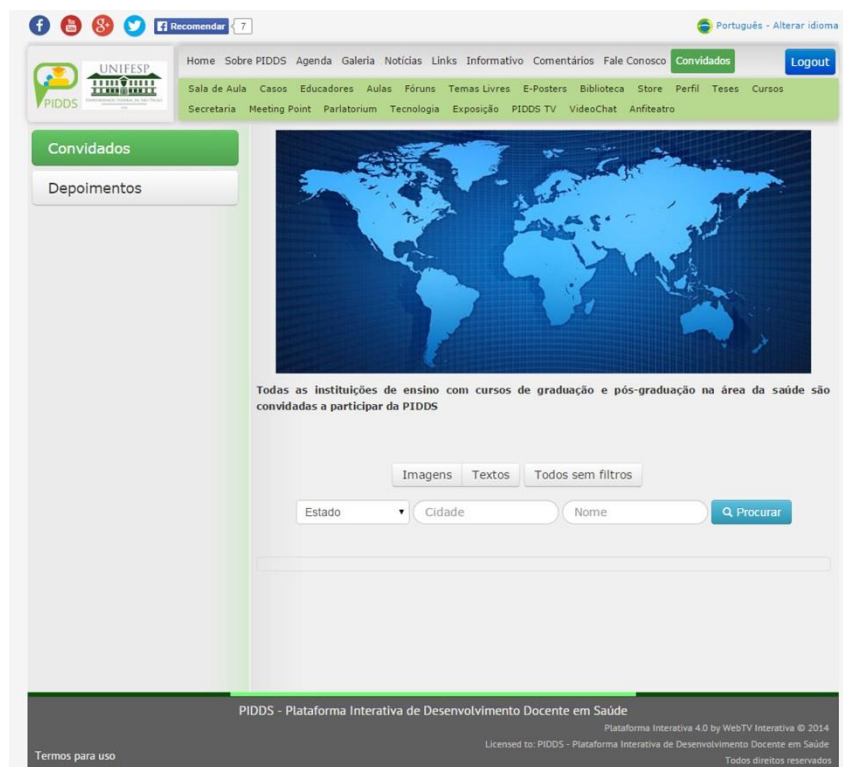 Recomendar 7
Português - Alterar idioma
PIDDS
UNIFESP
Home Sobre PIDDS Agenda Galeria Notícias Links Informativo Comentários Fale Conosco Convidados
Logout
Sala de Aula Casos Educadores Aulas Fóruns Temas Livres E-Posters Biblioteca Store Perfil Teses Cursos
Secretaria Meeting Point Parlatorium Tecnologia Exposição PIDDS TV VideoChat Anfiteatro
Convidados
Depoimentos
Todas as instituições de ensino com cursos de graduação e pós-graduação na área da saúde são
convidadas a participar da PIDDS
Imagens Textos Todos sem filtros
Estado Cidade Nome Procurar
PIDDS - Plataforma Interativa de Desenvolvimento Docente em Saúde
Plataforma Interativa 4.0 by WebTV Interativa © 2014
Licensed to: PIDDS - Plataforma Interativa de Desenvolvimento Docente em Saúde
Termos para uso
Todos direitos reservados